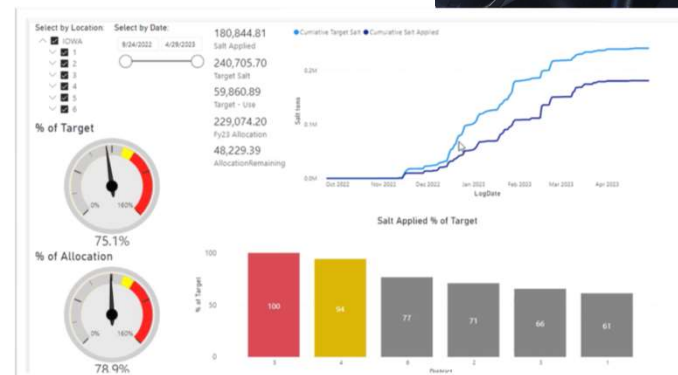 Select by Location:
IOWA
1
2
3
4
5
6
Select by Date:
9/24/2022 4/29/2023
180,844.81
Salt Applied
240,705.70
Target Salt
59,860.89
Target - Use
229,074.20
Fy23 Allocation
48,229.39
AllocationRemaining
Cumlative Target Salt Cumulative Salt Applied
Salt Tons
0.2M
0.1M
0.0M
Oct 2022 Nov 2022 Dec 2022 Jan 2023 Feb 2023 Mar 2023 Apr 2023
LogDate
% of Target
0% 160%
75.1%
% of Allocation
0% 160%
78.9%
Salt Applied % of Target
% of Target
100
50
0
100 94 77 71 66 61
4 6 2 3 1
District